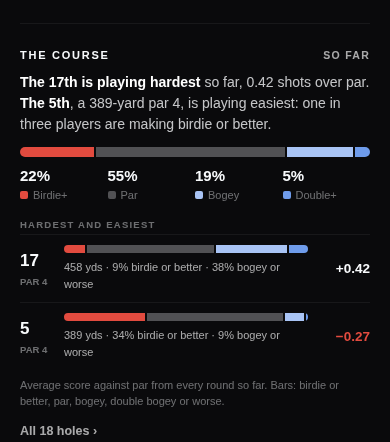 THE COURSE
SO FAR
The 17th is playing hardest so far, 0.42 shots over par.
The 5th, a 389-yard par 4, is playing easiest: one in
three players are making birdie or better.
22%
55%
19%
5%
Birdie+
Par
Bogey
Double+
HARDEST AND EASIEST
17
PAR 4
458 yds · 9% birdie or better · 38% bogey or
worse
+0.42
5
PAR 4
389 yds · 34% birdie or better · 9% bogey or
worse
−0.27
Average score against par from every round so far. Bars: birdie or
better, par, bogey, double bogey or worse.
All 18 holes ›